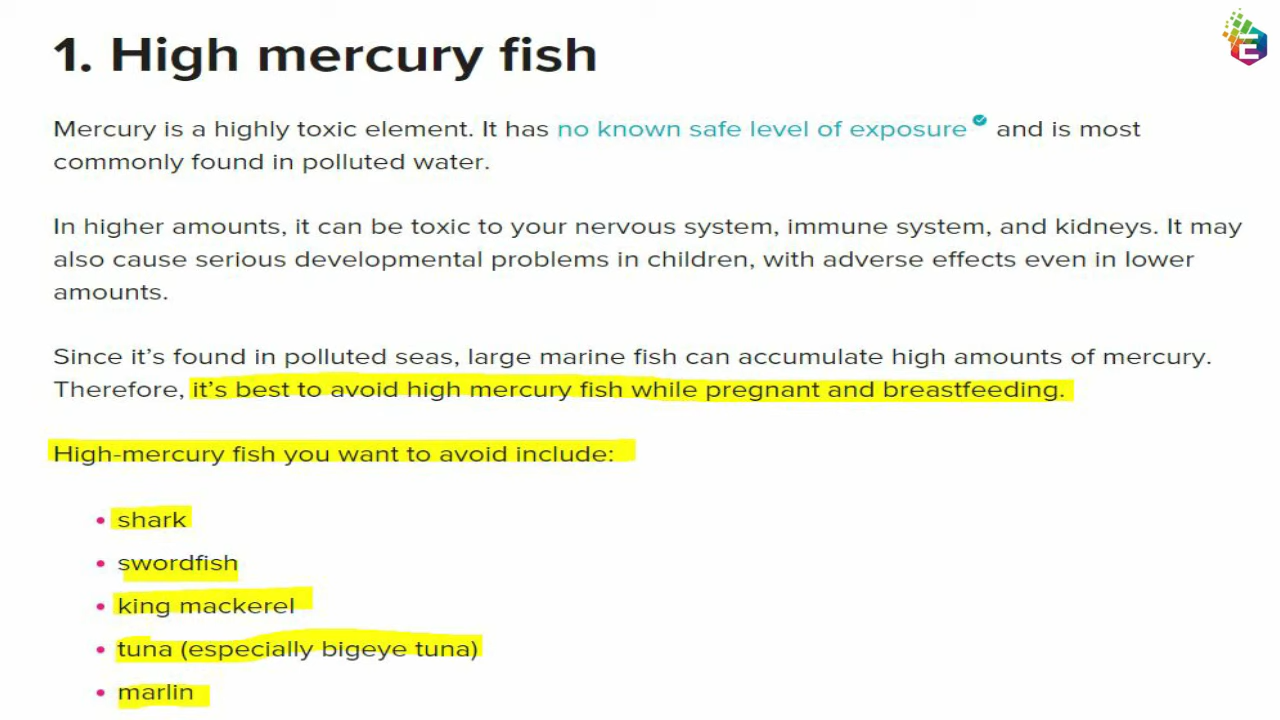 E
1. High mercury fish
Mercury is a highly toxic element. It has no known safe level of exposure and is most
commonly found in polluted water.
In higher amounts, it can be toxic to your nervous system, immune system, and kidneys. It may
also cause serious developmental problems in children, with adverse effects even in lower
amounts.
Since it’s found in polluted seas, large marine fish can accumulate high amounts of mercury.
Therefore, it’s best to avoid high mercury fish while pregnant and breastfeeding.
High-mercury fish you want to avoid include:
• shark
• swordfish
• king mackerel
• tuna (especially bigeye tuna)
• marlin